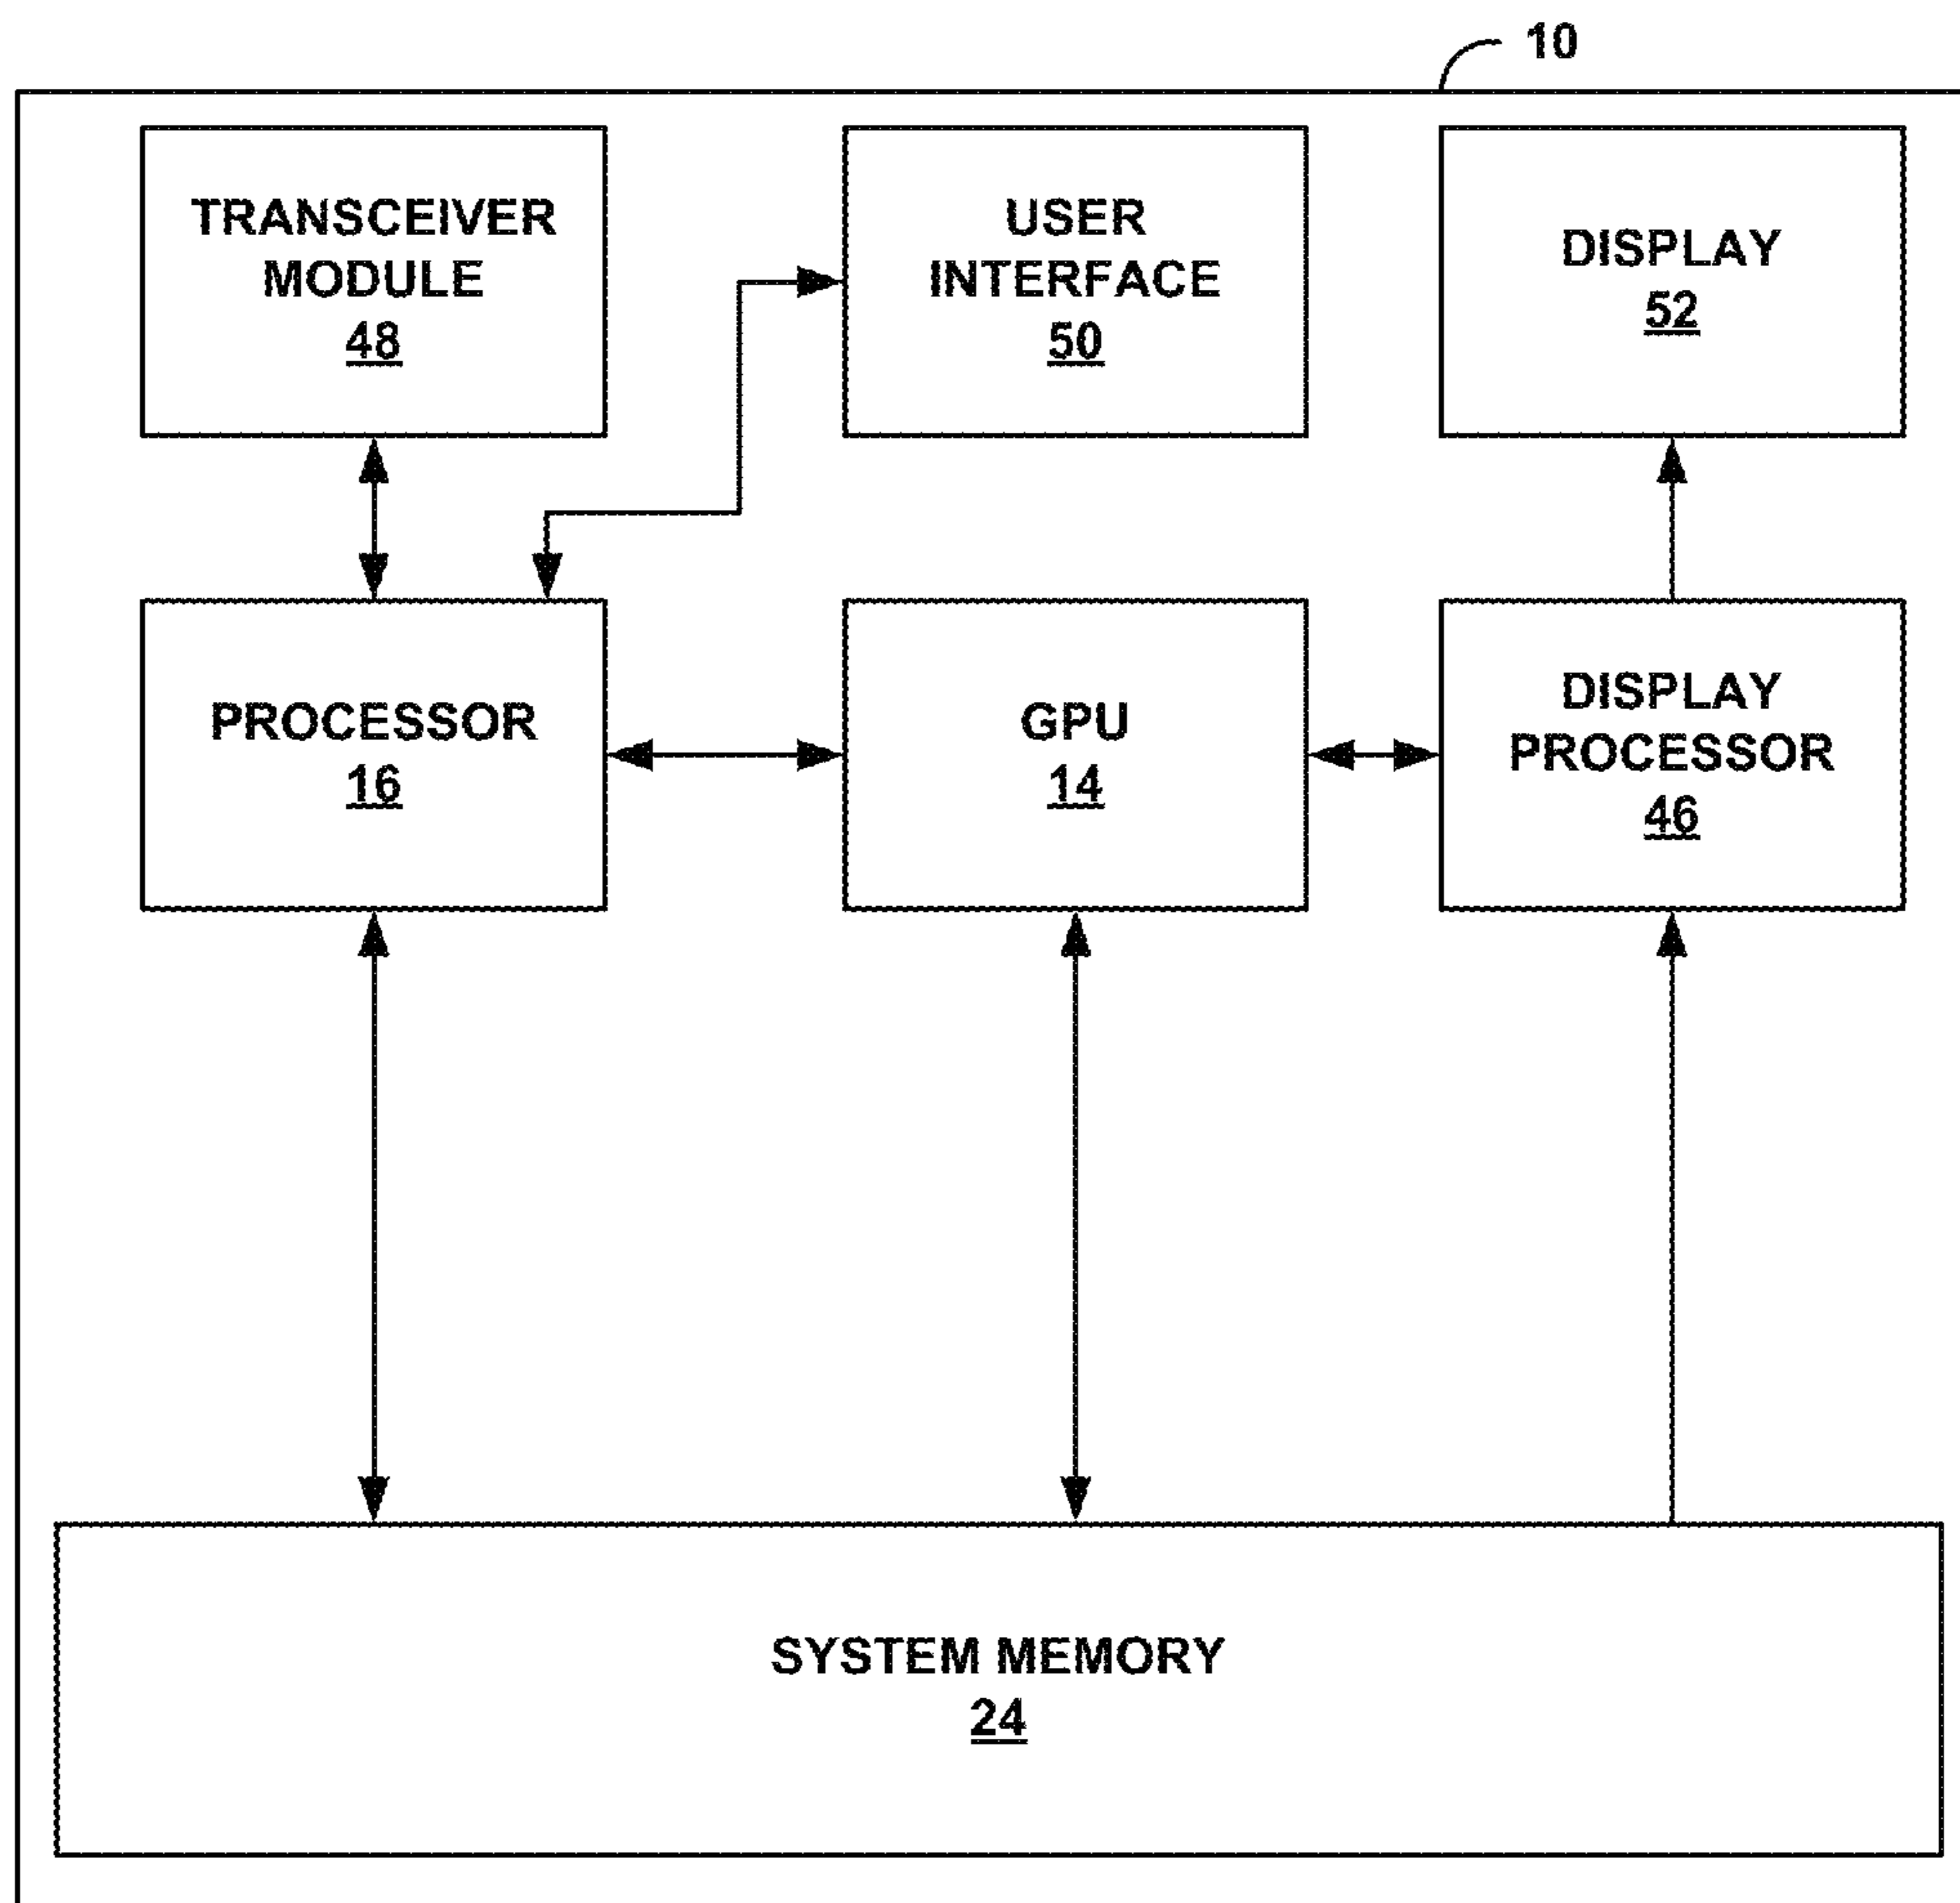 10
TRANSCEIVER
MODULE
48
USER
INTERFACE
50
DISPLAY
52
PROCESSOR
16
GPU
14
DISPLAY
PROCESSOR
46
SYSTEM MEMORY
24